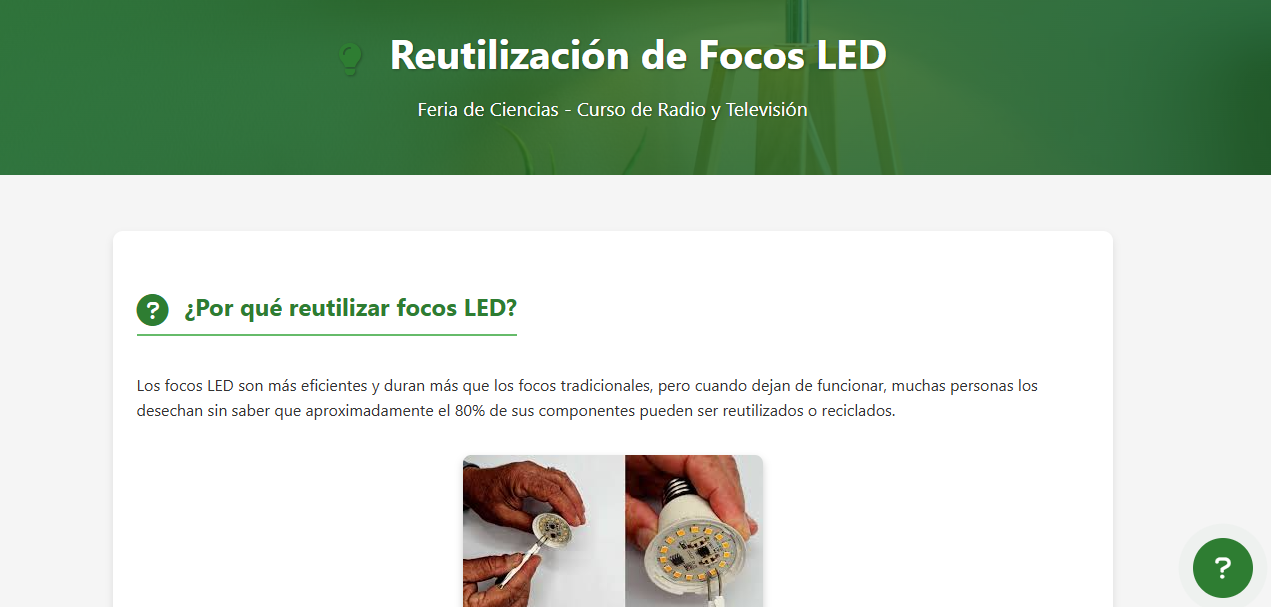 Reutilización de Focos LED
Feria de Ciencias - Curso de Radio y Televisión
? ¿Por qué reutilizar focos LED?
Los focos LED son más eficientes y duran más que los focos tradicionales, pero cuando dejan de funcionar, muchas personas los
desechan sin saber que aproximadamente el 80% de sus componentes pueden ser reutilizados o reciclados.
?